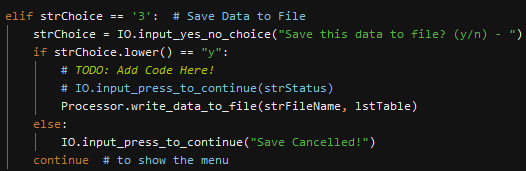 elif strChoice == '3':  # Save Data to File
    strChoice = IO.input_yes_no_choice("Save this data to file? (y/n) - ")
    if strChoice.lower() == "y":
        # TODO: Add Code Here!
        # IO.input_press_to_continue(strStatus)
        Processor.write_data_to_file(strFileName, lstTable)
    else:
        IO.input_press_to_continue("Save Cancelled!")
    continue  # to show the menu